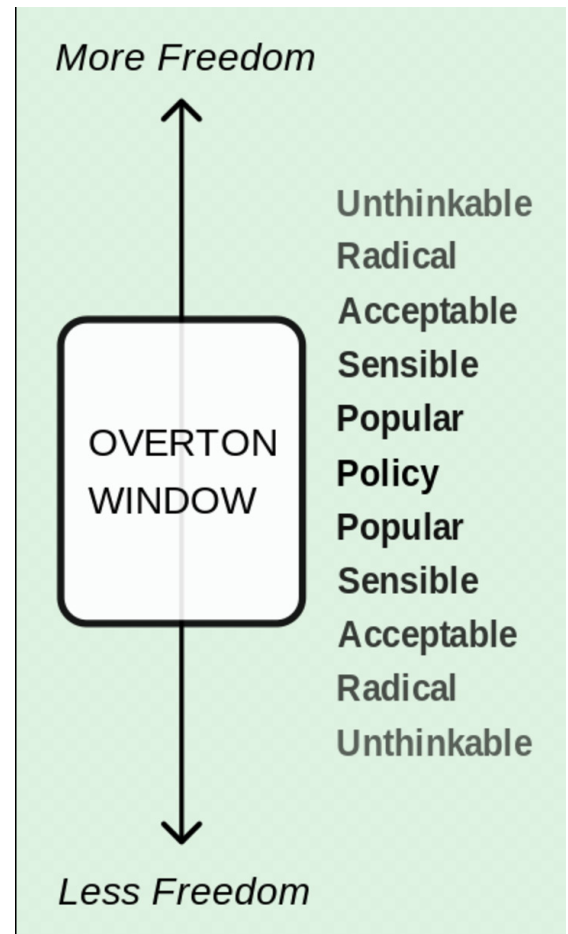 More Freedom
Unthinkable
Radical
Acceptable
Sensible
Popular
OVERTON
WINDOW
Policy
Popular
Sensible
Acceptable
Radical
Unthinkable
Less Freedom